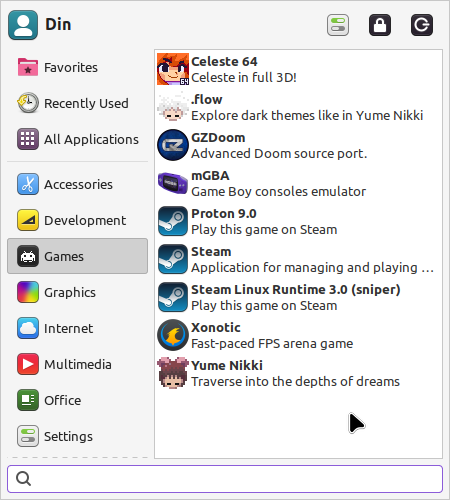 Din
Favorites
Recently Used
All Applications
Accessories
Development
Games
Graphics
Internet
Multimedia
Office
Settings
Celeste 64
Celeste in full 3D!
.flow
Explore dark themes like in Yume Nikki
GZDoom
Advanced Doom source port.
mGBA
Game Boy consoles emulator
Proton 9.0
Play this game on Steam
Steam
Application for managing and playing …
Steam Linux Runtime 3.0 (sniper)
Play this game on Steam
Xonotic
Fast-paced FPS arena game
Yume Nikki
Traverse into the depths of dreams